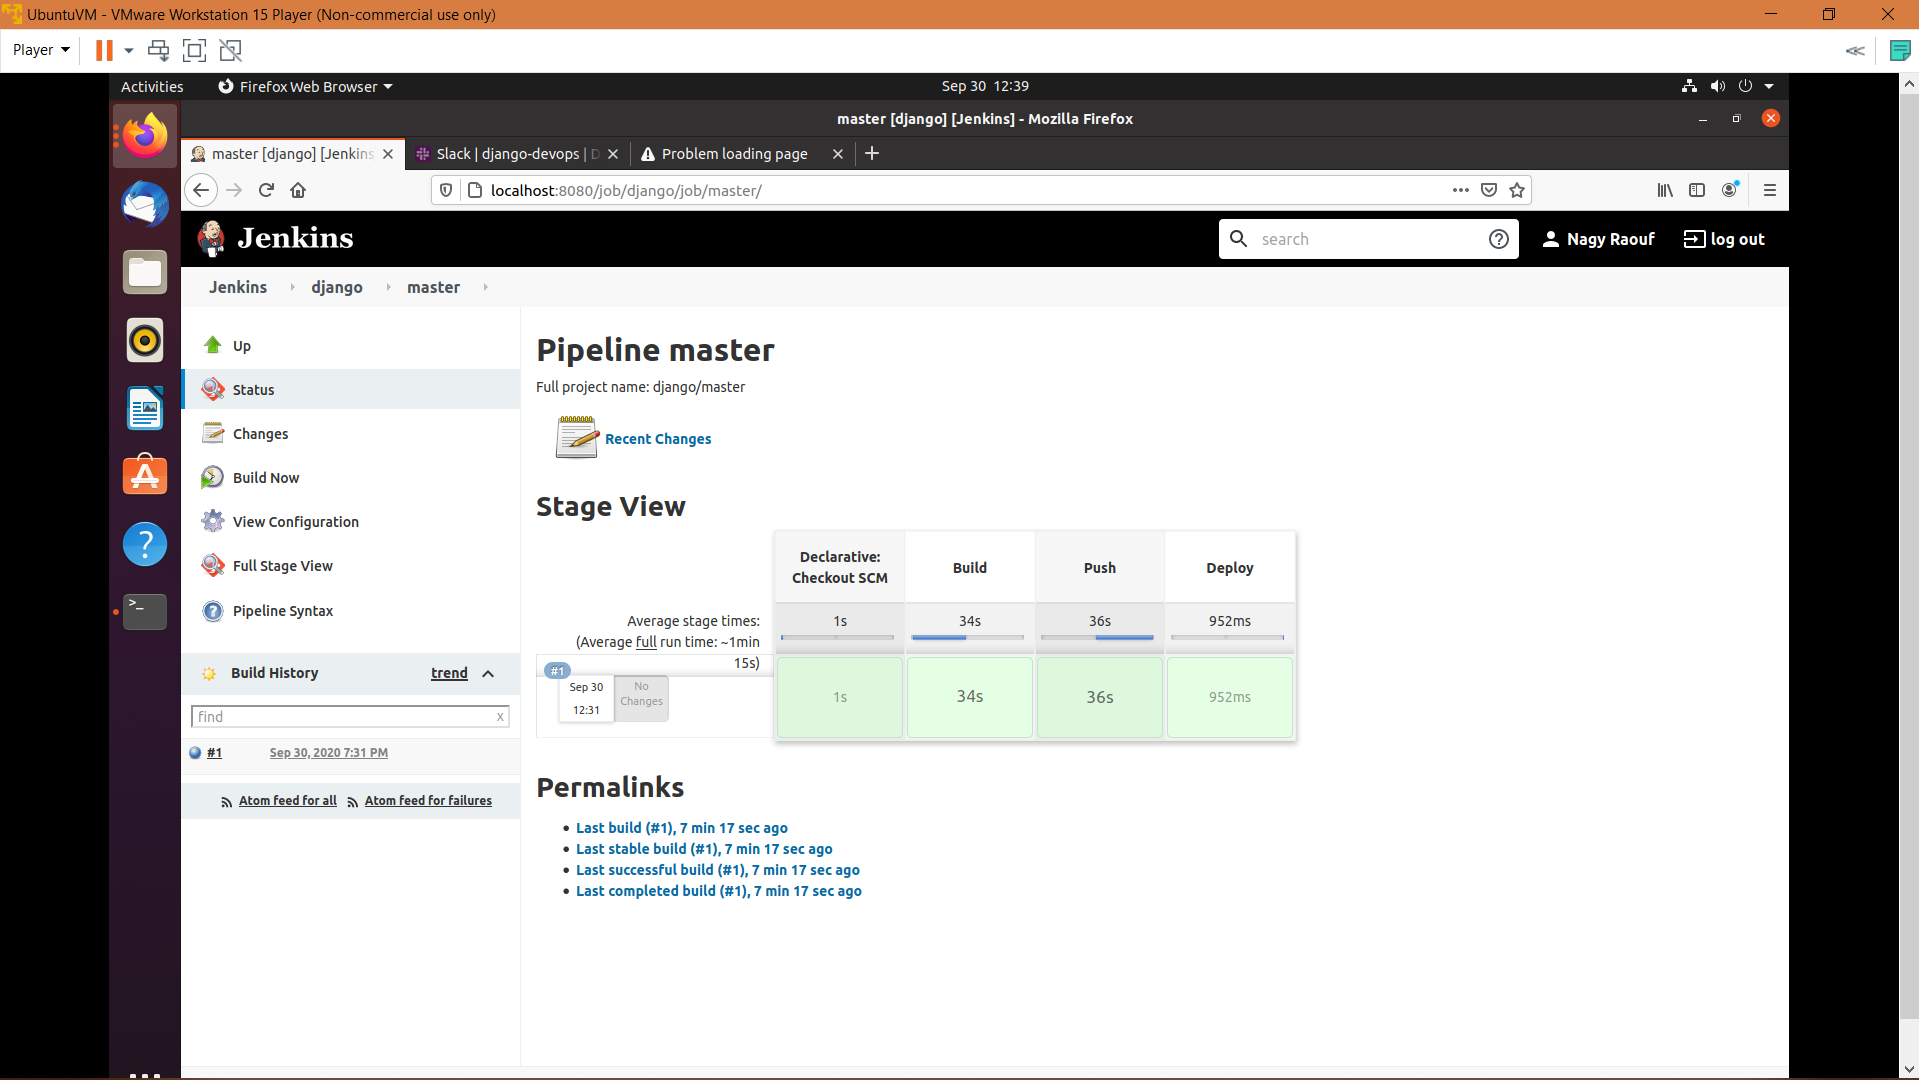 UbuntuVM - VMware Workstation 15 Player (Non-commercial use only)
Player
Activities
Firefox Web Browser
Sep 30 12:39
master [django] [Jenkins] - Mozilla Firefox
master [django] [Jenkins
Slack | django-devops | D
Problem loading page
localhost:8080/job/django/job/master/
Jenkins
search
Nagy Raouf
log out
Jenkins
django
master
Up
Status
Changes
Build Now
View Configuration
Full Stage View
Pipeline Syntax
Build History
trend
find
x
#1
Sep 30, 2020 7:31 PM
Atom feed for all
Atom feed for failures
Pipeline master
Full project name: django/master
Recent Changes
Stage View
Declarative:
Checkout SCM
Build
Push
Deploy
Average stage times:
(Average full run time: ~1min
15s)
1s
34s
36s
952ms
#1
Sep 30
12:31
No
Changes
1s
34s
36s
952ms
Permalinks
Last build (#1), 7 min 17 sec ago
Last stable build (#1), 7 min 17 sec ago
Last successful build (#1), 7 min 17 sec ago
Last completed build (#1), 7 min 17 sec ago